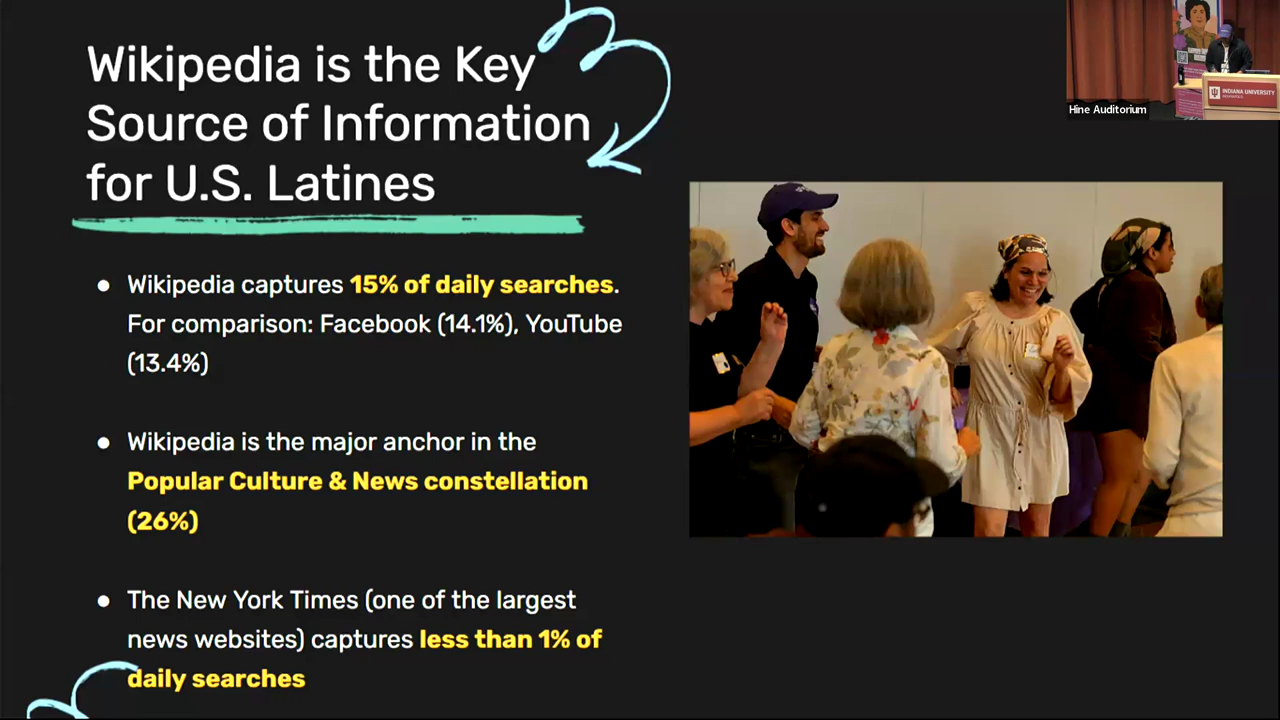 Wikipedia is the Key
Source of Information
for U.S. Latines
● Wikipedia captures 15% of daily searches.
For comparison: Facebook (14.1%), YouTube
(13.4%)
● Wikipedia is the major anchor in the
Popular Culture & News constellation
(26%)
● The New York Times (one of the largest
news websites) captures less than 1% of
daily searches
Hine Auditorium
INDIANA UNIVERSITY